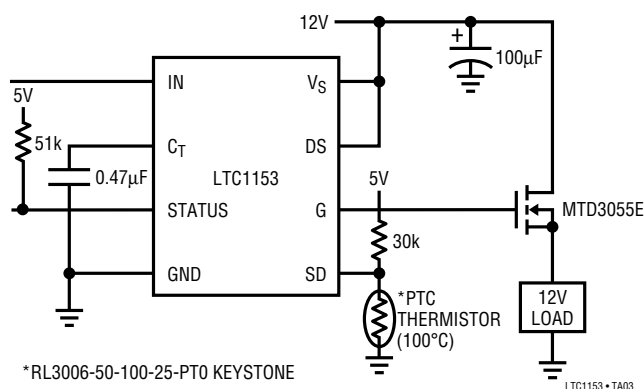 12V
+
100µF
5V
IN
VS
51k
CT
DS
0.47µF
LTC1153
5V
STATUS
G
MTD3055E
30k
GND
SD
*PTC
THERMISTOR
(100°C)
12V
LOAD
*RL3006-50-100-25-PT0 KEYSTONE
LTC1153 • TA03